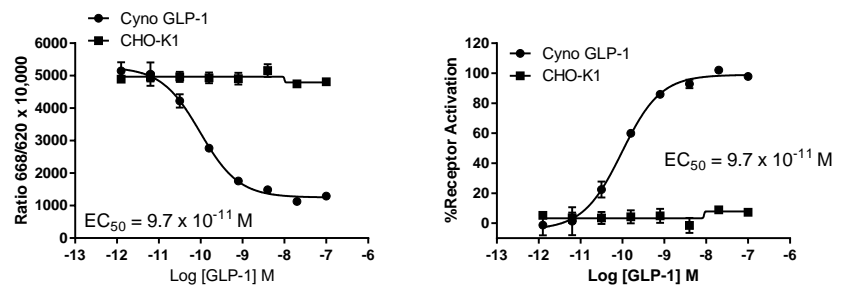 Cyno GLP-1
CHO-K1
Ratio 668/620 x 10,000
6000
5000
4000
3000
2000
1000
0
EC50 = 9.7 x 10-11 M
-13 -12 -11 -10 -9 -8 -7 -6
Log [GLP-1] M
%Receptor Activation
120
100
80
60
40
20
0
Cyno GLP-1
CHO-K1
EC50 = 9.7 x 10-11 M
-13 -12 -11 -10 -9 -8 -7 -6
Log [GLP-1] M